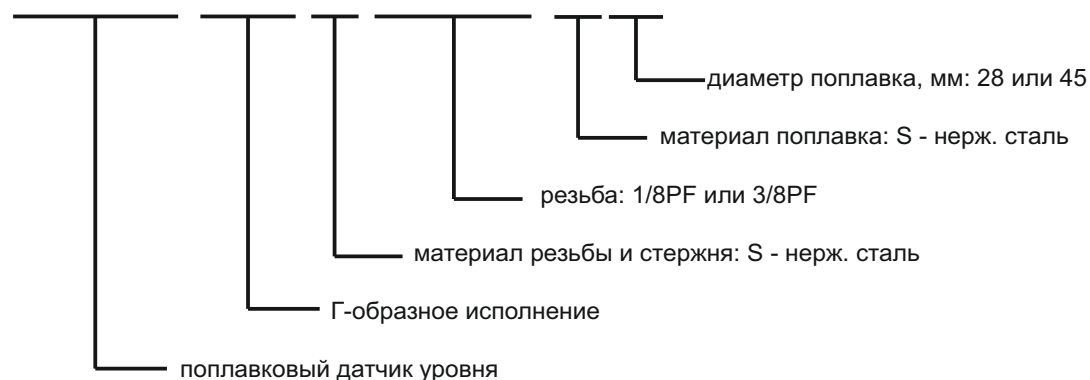 диаметр поплавка, мм: 28 или 45
материал поплавка: S - нерж. сталь
резьба: 1/8PF или 3/8PF
материал резьбы и стержня: S - нерж. сталь
Г-образное исполнение
поплавковый датчик уровня